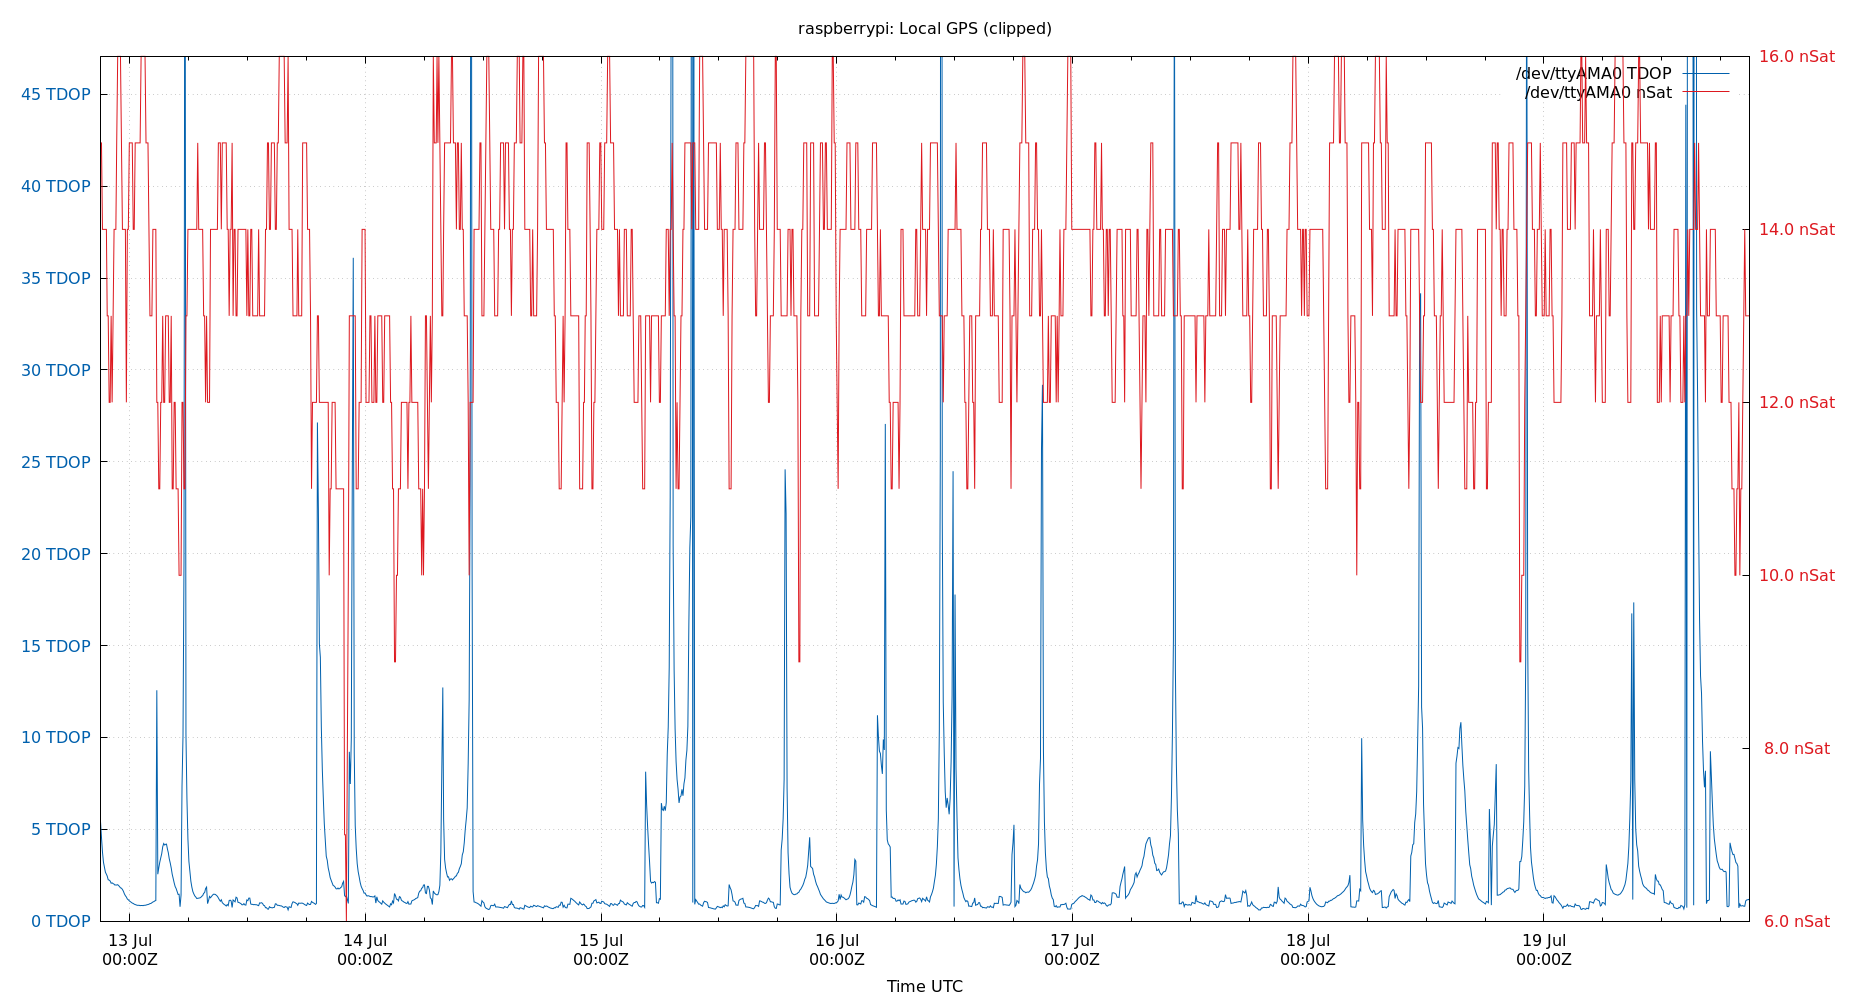 raspberrypi: Local GPS (clipped)
/dev/ttyAMA0 TDOP
/dev/ttyAMA0 nSat
45 TDOP
40 TDOP
35 TDOP
30 TDOP
25 TDOP
20 TDOP
15 TDOP
10 TDOP
5 TDOP
0 TDOP
16.0 nSat
14.0 nSat
12.0 nSat
10.0 nSat
8.0 nSat
6.0 nSat
13 Jul 14 Jul 15 Jul 16 Jul 17 Jul 18 Jul 19 Jul
00:00Z 00:00Z 00:00Z 00:00Z 00:00Z 00:00Z 00:00Z
Time UTC